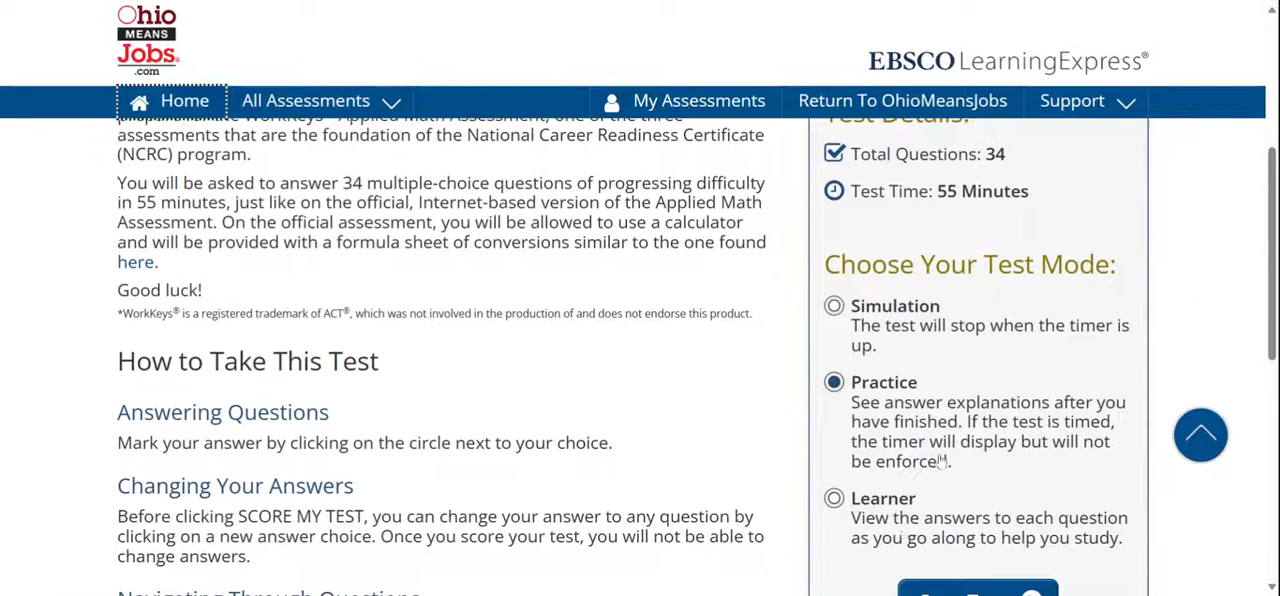 Ohio
MEANS
Jobs
.com
EBSCO LearningExpress®
Home
All Assessments
My Assessments
Return To OhioMeansJobs
Support
assessments that are the foundation of the National Career Readiness Certificate
(NCRC) program.
You will be asked to answer 34 multiple-choice questions of progressing difficulty
in 55 minutes, just like on the official, Internet-based version of the Applied Math
Assessment. On the official assessment, you will be allowed to use a calculator
and will be provided with a formula sheet of conversions similar to the one found
here.
Good luck!
*WorkKeys® is a registered trademark of ACT®, which was not involved in the production of and does not endorse this product.
How to Take This Test
Answering Questions
Mark your answer by clicking on the circle next to your choice.
Changing Your Answers
Before clicking SCORE MY TEST, you can change your answer to any question by
clicking on a new answer choice. Once you score your test, you will not be able to
change answers.
Navigating Through Questions
Test Details:
Total Questions: 34
Test Time: 55 Minutes
Choose Your Test Mode:
Simulation
The test will stop when the timer is
up.
Practice
See answer explanations after you
have finished. If the test is timed,
the timer will display but will not
be enforced.
Learner
View the answers to each question
as you go along to help you study.